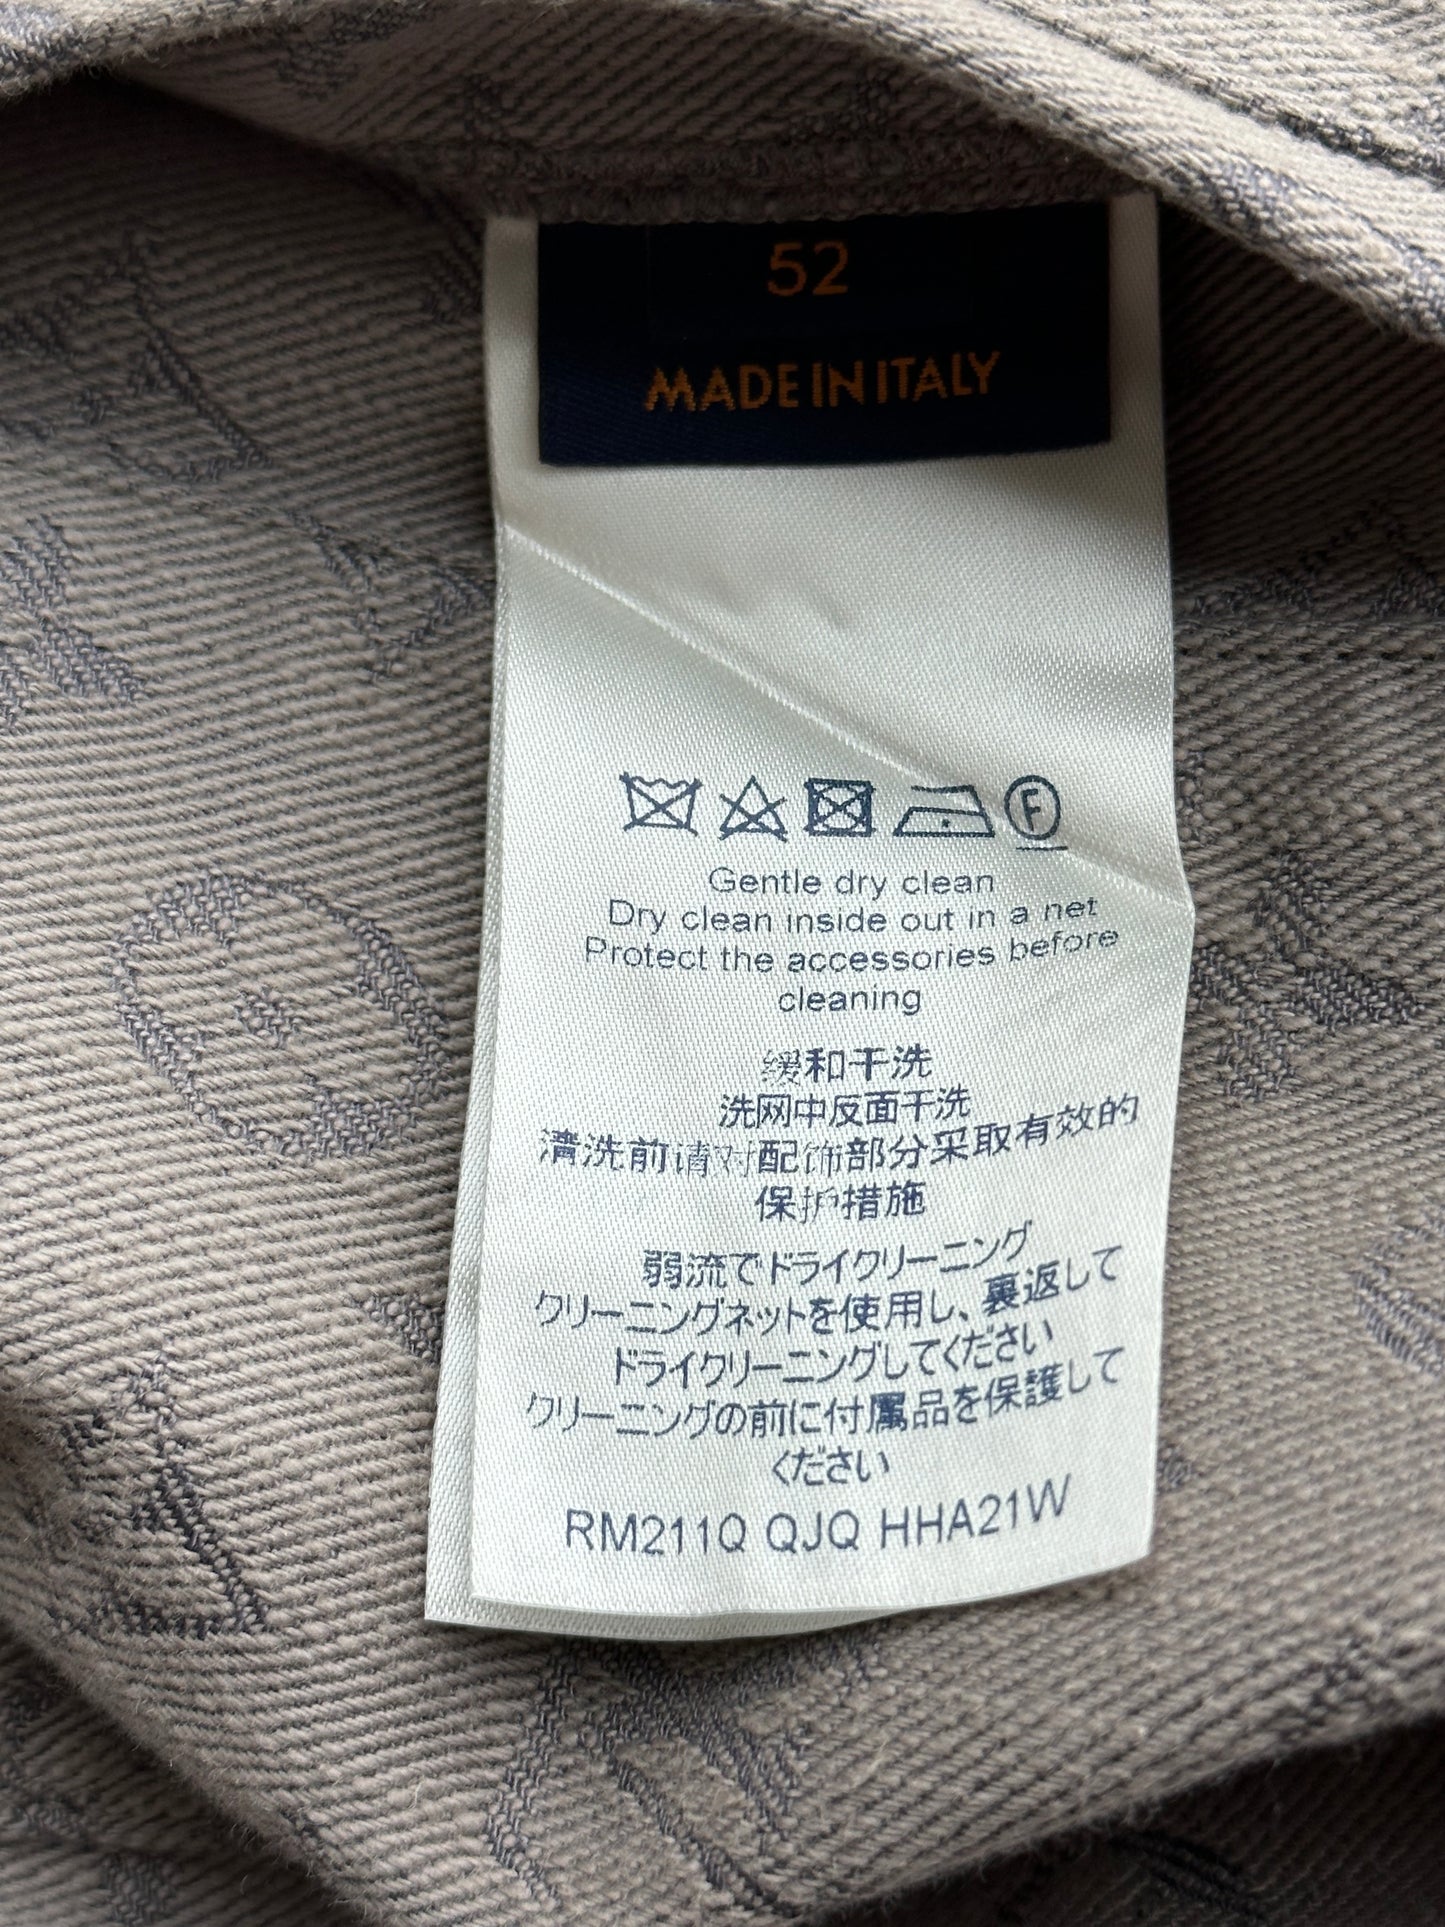 52
MADE IN ITALY
F
Gentle dry clean
Dry clean inside out in a net
Protect the accessories before
cleaning
缓和干洗
洗网中反面干洗
清洗前请对配饰部分采取有效的
保护措施
弱流でドライクリーニング
クリーニングネットを使用し、裏返して
ドライクリーニングしてください
クリーニングの前に付属品を保護して
ください
RM211Q QJQ HHA21W